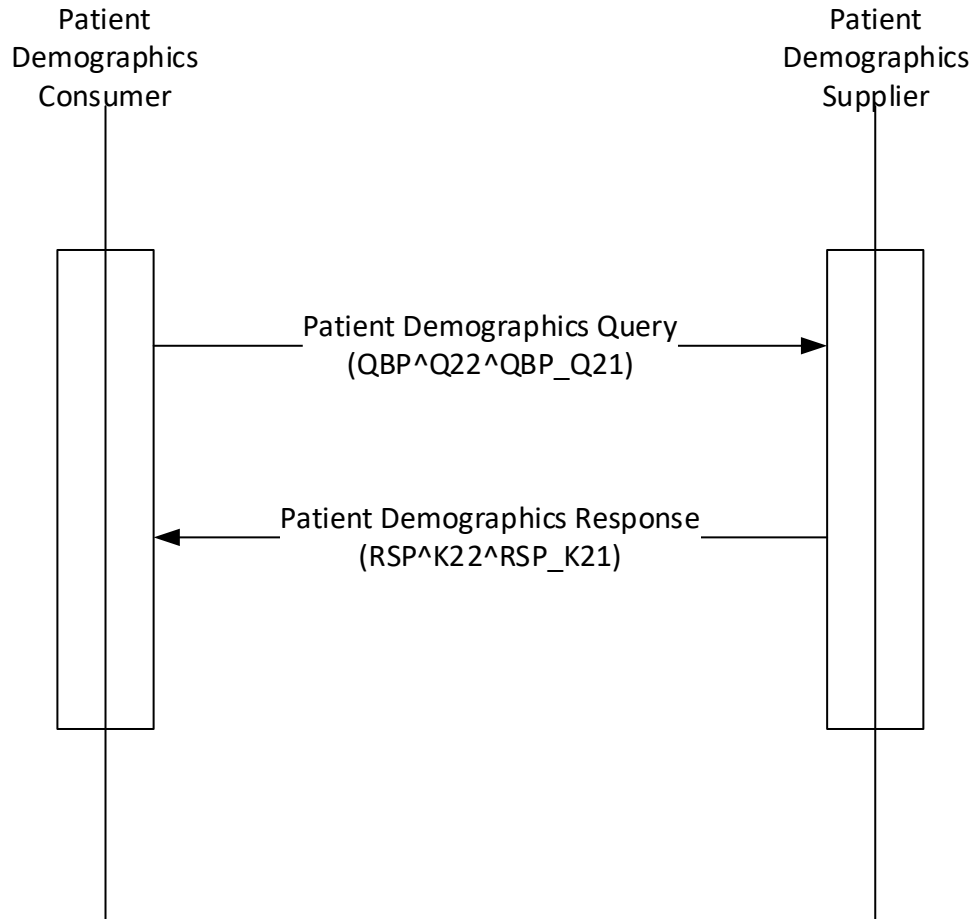 Patient
Demographics
Consumer
Patient
Demographics
Supplier
Patient Demographics Query
(QBP^Q22^QBP_Q21)
Patient Demographics Response
(RSP^K22^RSP_K21)